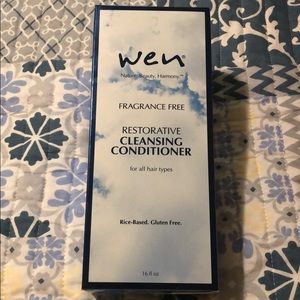 wen®
Nature, Beauty, Harmony.™
FRAGRANCE FREE
RESTORATIVE
CLEANSING
CONDITIONER
for all hair types
Rice-Based. Gluten Free.
16 fl oz